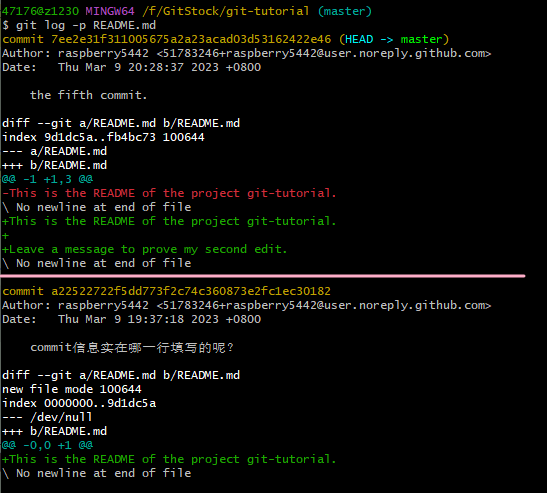 47176@z1230 MINGW64 /f/GitStock/git-tutorial (master)
$ git log -p README.md
commit 7ee2e31f311005675a2a23acad03d53162422e46 (HEAD -> master)
Author: raspberry5442 <51783246+raspberry5442@user.noreply.github.com>
Date:   Thu Mar 9 20:28:37 2023 +0800
    the fifth commit.
diff --git a/README.md b/README.md
index 9d1dc5a..fb4bc73 100644
--- a/README.md
+++ b/README.md
@@ -1 +1,3 @@
-This is the README of the project git-tutorial.
\ No newline at end of file
+This is the README of the project git-tutorial.
+
+Leave a message to prove my second edit.
\ No newline at end of file
commit a22522722f5dd773f2c74c360873e2fc1ec30182
Author: raspberry5442 <51783246+raspberry5442@user.noreply.github.com>
Date:   Thu Mar 9 19:37:18 2023 +0800
    commit信息实在哪一行填写的呢？
diff --git a/README.md b/README.md
new file mode 100644
index 0000000..9d1dc5a
--- /dev/null
+++ b/README.md
@@ -0,0 +1 @@
+This is the README of the project git-tutorial.
\ No newline at end of file